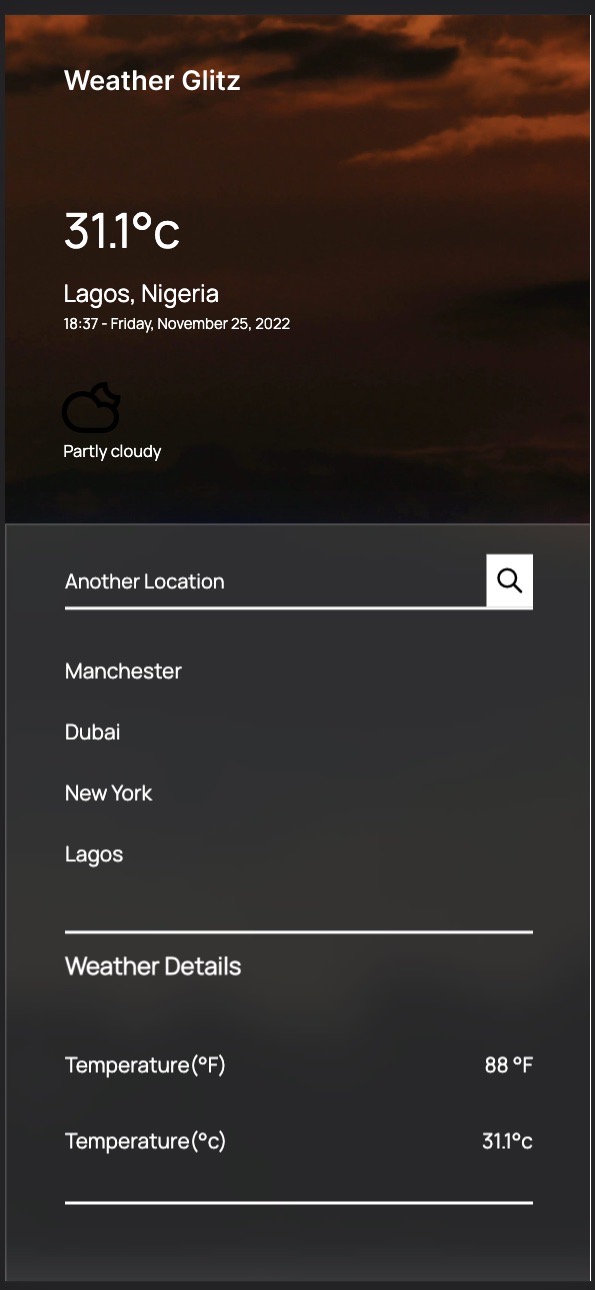 Weather Glitz
31.1°c
Lagos, Nigeria
18:37 - Friday, November 25, 2022
Partly cloudy
Another Location
Manchester
Dubai
New York
Lagos
Weather Details
Temperature(°F) 88 °F
Temperature(°c) 31.1°c